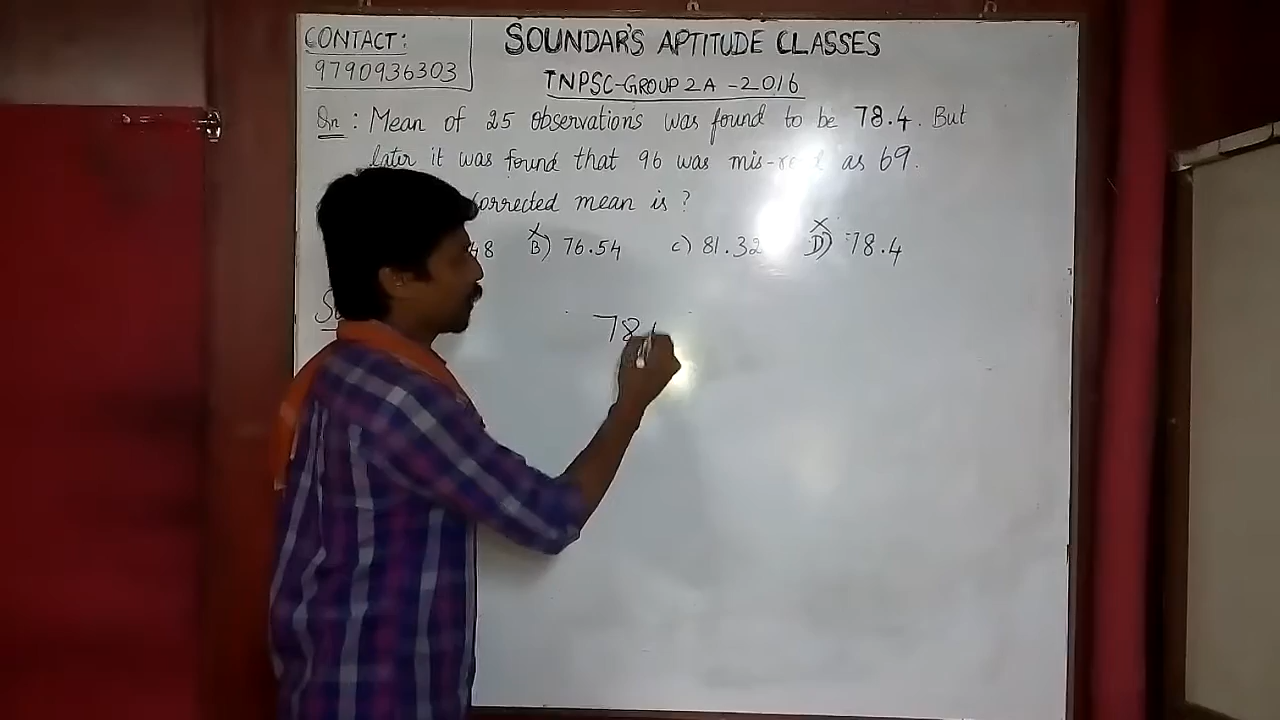 CONTACT:
9790936303
SOUNDAR'S APTITUDE CLASSES
TNPSC-GROUP 2A - 2016
Qn: Mean of 25 observations was found to be 78.4. But
later it was found that 96 was as 69.
corrected mean is?
48 X B) 76.54 C) 81.32 X D) 78.4
78